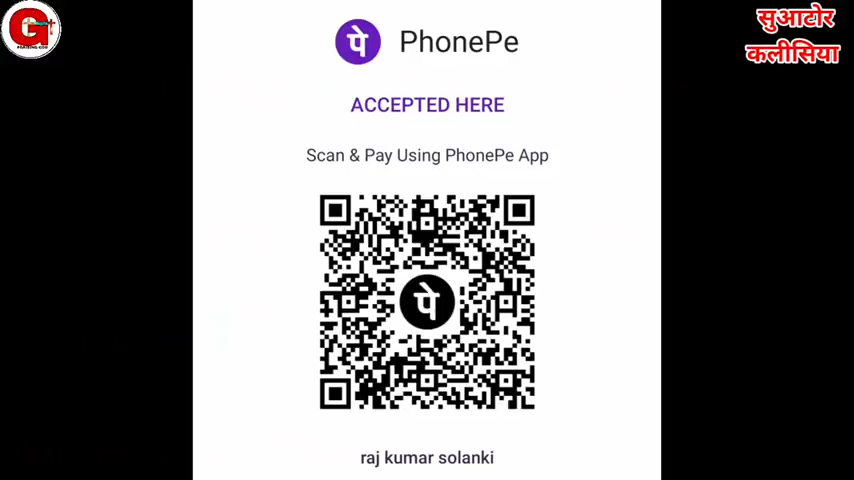 सुआटोर
कलीसिया
पे PhonePe
ACCEPTED HERE
Scan & Pay Using PhonePe App
पे
raj kumar solanki